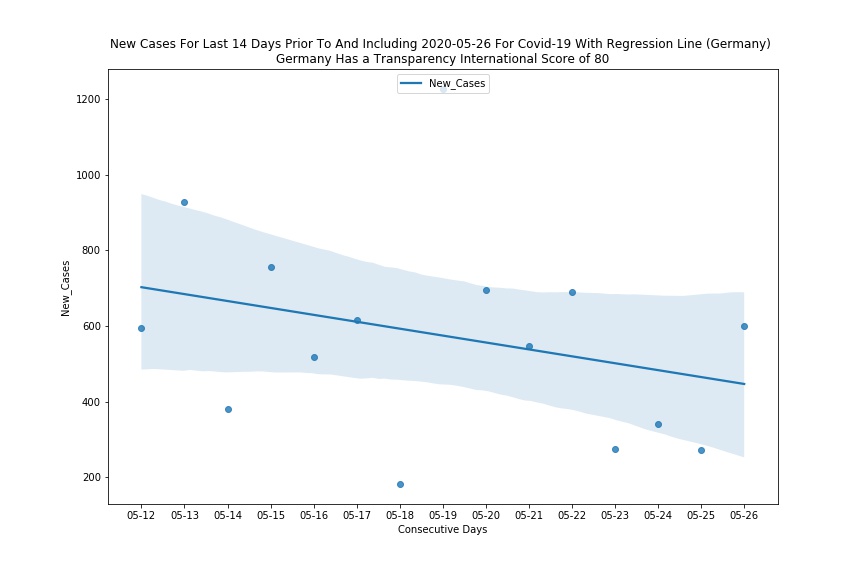 New Cases For Last 14 Days Prior To And Including 2020-05-26 For Covid-19 With Regression Line (Germany)
Germany Has a Transparency International Score of 80
New_Cases
1200
1000
800
600
400
200
New_Cases
05-12 05-13 05-14 05-15 05-16 05-17 05-18 05-19 05-20 05-21 05-22 05-23 05-24 05-25 05-26
Consecutive Days